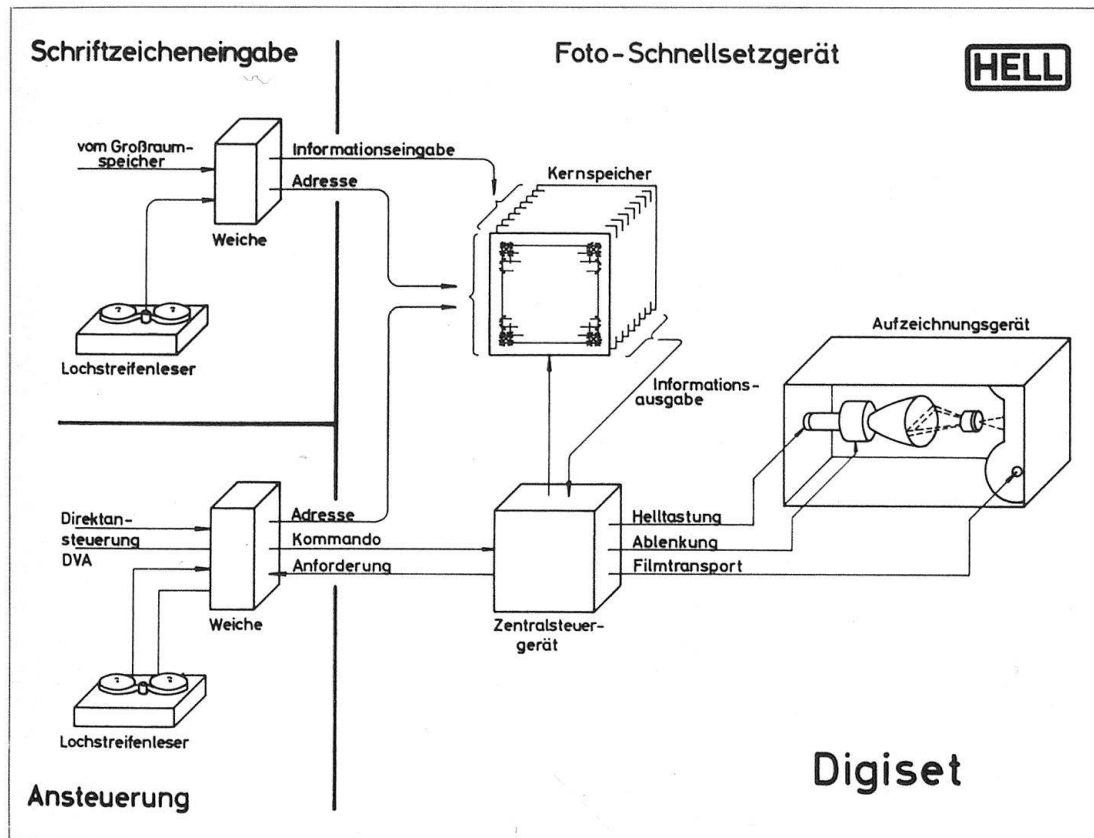 Schriftzeicheneingabe
Foto-Schnellsetzgerät
HELL
vom Großraum-
speicher
Informationseingabe
Adresse
Weiche
Lochstreifenleser
Kernspeicher
Informations-
ausgabe
Aufzeichnungsgerät
Direktan-
steuerung
DVA
Adresse
Kommando
Anforderung
Weiche
Lochstreifenleser
Zentralsteuer-
gerät
Helltastung
Ablenkung
Filmtransport
Ansteuerung
Digiset